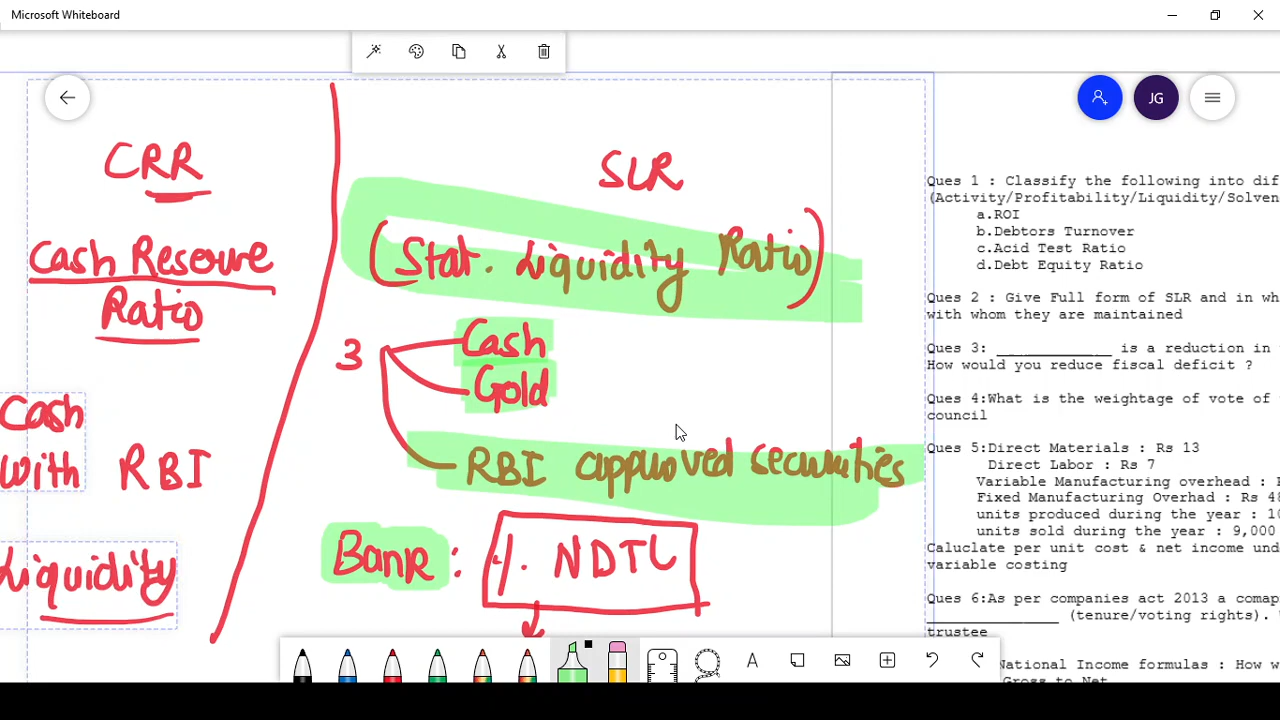 Microsoft Whiteboard
JG
CRR
Cash Reserve
Ratio
Cash
with RBI
Liquidity
SLR
(Stat. Liquidity Ratio)
3
Cash
Gold
RBI approved securities
Bank : %. NDTL
Ques 1 : Classify the following into dif
(Activity/Profitability/Liquidity/Solven
a.ROI
b.Debtors Turnover
c.Acid Test Ratio
d.Debt Equity Ratio
Ques 2 : Give Full form of SLR and in wh
with whom they are maintained
Ques 3: _____________ is a reduction in
How would you reduce fiscal deficit ?
Ques 4:What is the weightage of vote of
council
Ques 5:Direct Materials : Rs 13
Direct Labor : Rs 7
Variable Manufacturing overhead :
Fixed Manufacturing Overhad : Rs 48
units produced during the year : 10
units sold during the year : 9,000
Caluclate per unit cost & net income und
variable costing
Ques 6:As per companies act 2013 a comap
_______________ (tenure/voting rights).
trustee
National Income formulas : How w
Gross to Net